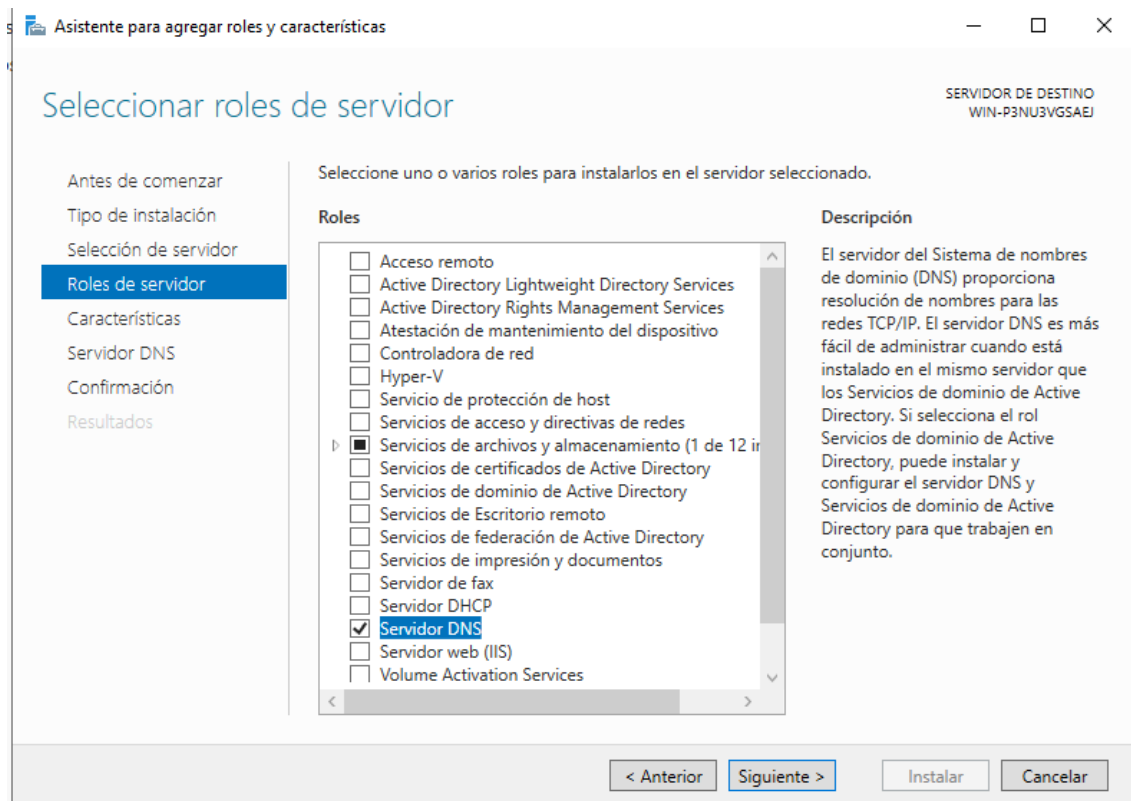 Asistente para agregar roles y características
Seleccionar roles de servidor
SERVIDOR DE DESTINO
WIN-P3NU3VGSAEJ
Antes de comenzar
Tipo de instalación
Selección de servidor
Roles de servidor
Características
Servidor DNS
Confirmación
Resultados
Seleccione uno o varios roles para instalarlos en el servidor seleccionado.
Roles
Acceso remoto
Active Directory Lightweight Directory Services
Active Directory Rights Management Services
Atestación de mantenimiento del dispositivo
Controladora de red
Hyper-V
Servicio de protección de host
Servicios de acceso y directivas de redes
Servicios de archivos y almacenamiento (1 de 12 in
Servicios de certificados de Active Directory
Servicios de dominio de Active Directory
Servicios de Escritorio remoto
Servicios de federación de Active Directory
Servicios de impresión y documentos
Servidor de fax
Servidor DHCP
Servidor DNS
Servidor web (IIS)
Volume Activation Services
Descripción
El servidor del Sistema de nombres
de dominio (DNS) proporciona
resolución de nombres para las
redes TCP/IP. El servidor DNS es más
fácil de administrar cuando está
instalado en el mismo servidor que
los Servicios de dominio de Active
Directory. Si selecciona el rol
Servicios de dominio de Active
Directory, puede instalar y
configurar el servidor DNS y
Servicios de dominio de Active
Directory para que trabajen en
conjunto.
< Anterior
Siguiente >
Instalar
Cancelar